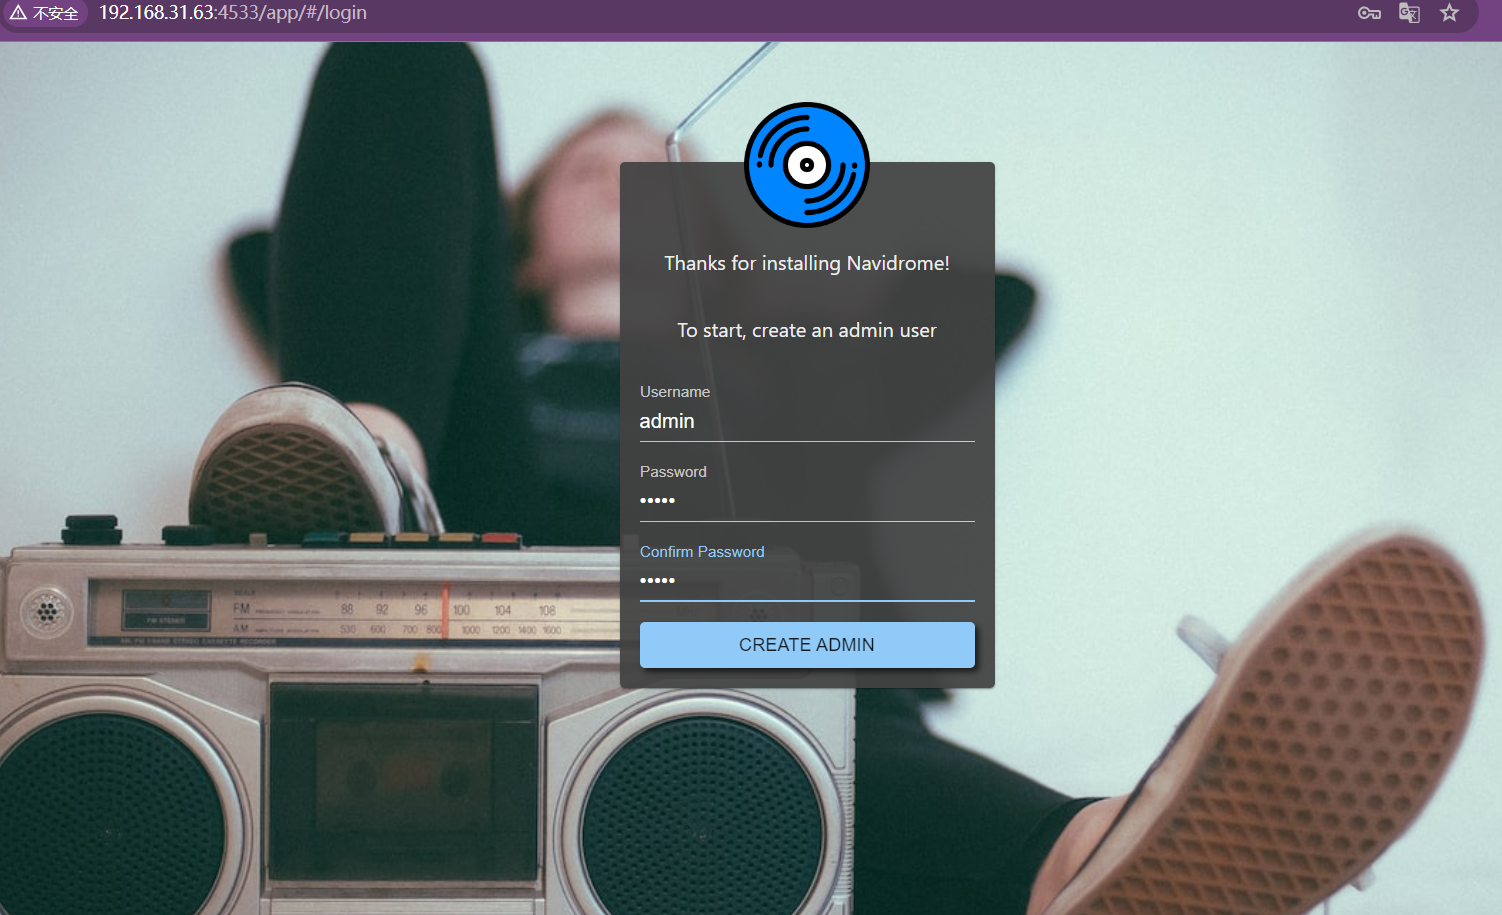 不安全 192.168.31.63:4533/app/#/login
Thanks for installing Navidrome!
To start, create an admin user
Username
admin
Password
•••••
Confirm Password
•••••
CREATE ADMIN
FM 88 92 96 100 104 108
AM 530 600 700 800 1000 1200 1400 1600
FM STEREO